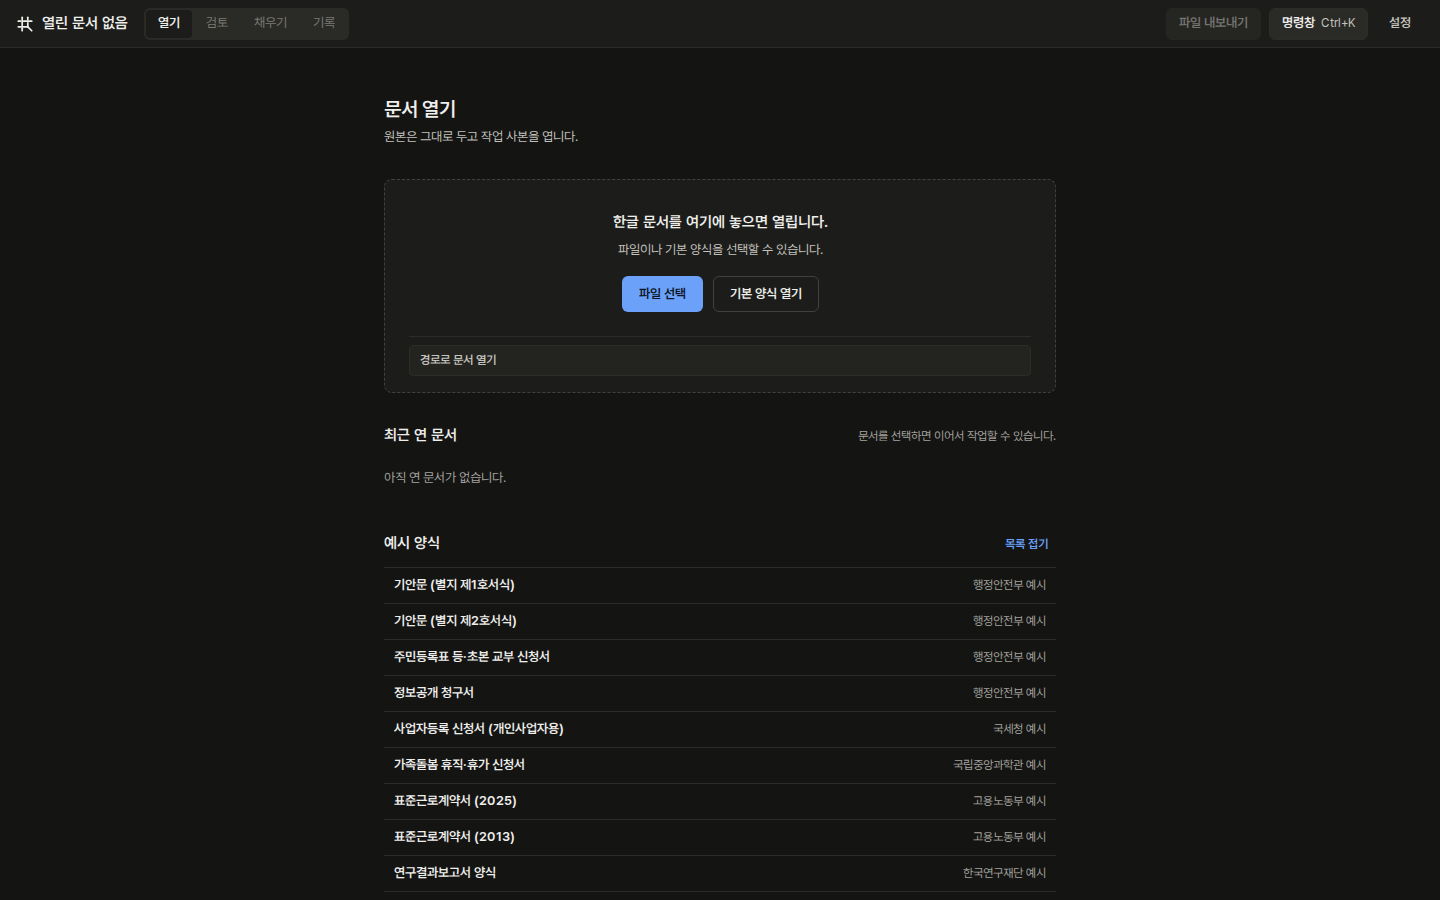 열린 문서 없음 열기 검토 채우기 기록 파일 내보내기 명령창 Ctrl+K 설정
문서 열기
원본은 그대로 두고 작업 사본을 엽니다.
한글 문서를 여기에 놓으면 열립니다.
파일이나 기본 양식을 선택할 수 있습니다.
파일 선택 기본 양식 열기
경로로 문서 열기
최근 연 문서 문서를 선택하면 이어서 작업할 수 있습니다.
아직 연 문서가 없습니다.
예시 양식 목록 접기
기안문 (별지 제1호서식) 행정안전부 예시
기안문 (별지 제2호서식) 행정안전부 예시
주민등록표 등·초본 교부 신청서 행정안전부 예시
정보공개 청구서 행정안전부 예시
사업자등록 신청서 (개인사업자용) 국세청 예시
가족돌봄 휴직·휴가 신청서 국립중앙과학관 예시
표준근로계약서 (2025) 고용노동부 예시
표준근로계약서 (2013) 고용노동부 예시
연구결과보고서 양식 한국연구재단 예시